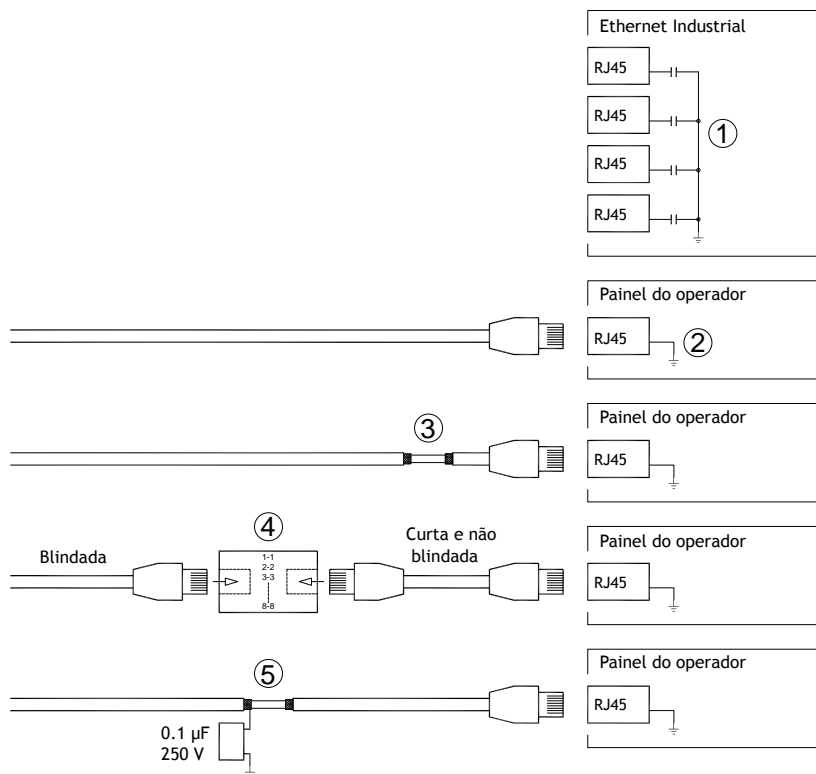 Ethernet Industrial
RJ45
RJ45
1
RJ45
RJ45
Painel do operador
RJ45
2
Painel do operador
3
RJ45
Painel do operador
4
Curta e não
blindada
Blindada
1-1
2-2
3-3
8-8
RJ45
Painel do operador
5
RJ45
0.1 µF
250 V